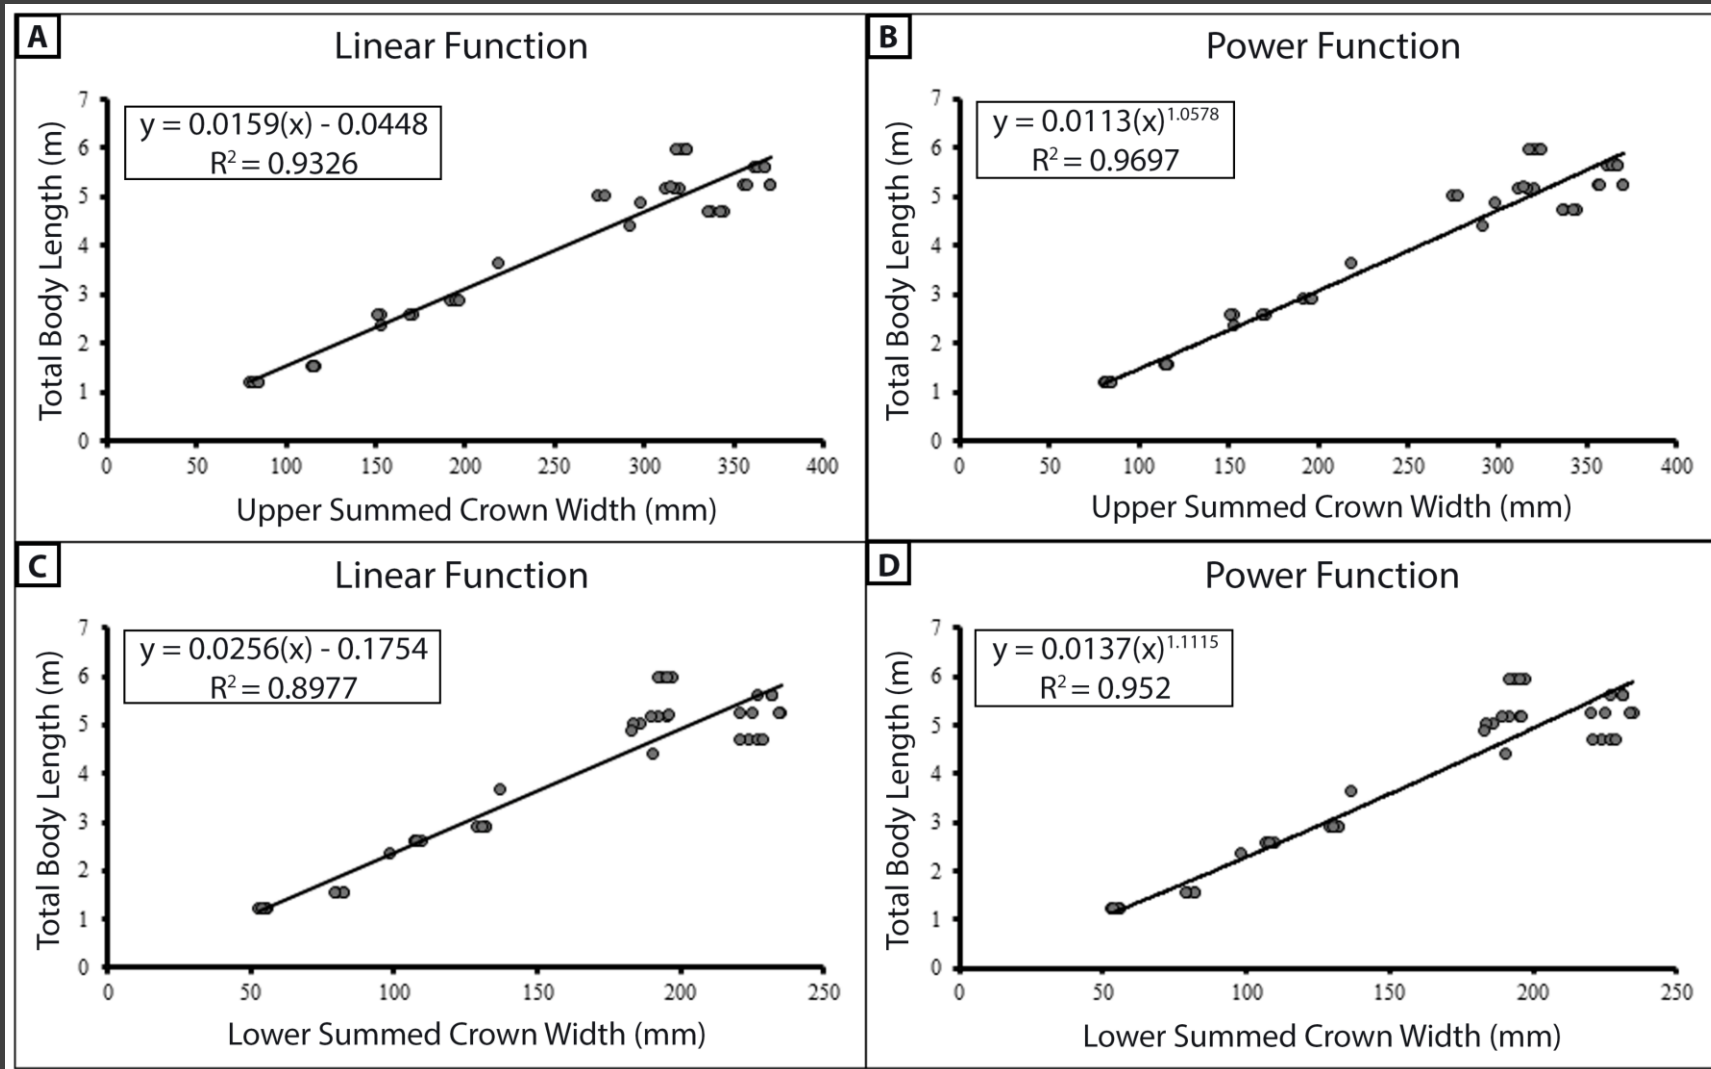 A
Linear Function
y = 0.0159(x) - 0.0448
R² = 0.9326
7
6
5
4
3
2
1
0
Total Body Length (m)
0 50 100 150 200 250 300 350 400
Upper Summed Crown Width (mm)
B
Power Function
y = 0.0113(x)^1.0578
R² = 0.9697
7
6
5
4
3
2
1
0
Total Body Length (m)
0 50 100 150 200 250 300 350 400
Upper Summed Crown Width (mm)
C
Linear Function
y = 0.0256(x) - 0.1754
R² = 0.8977
7
6
5
4
3
2
1
0
Total Body Length (m)
0 50 100 150 200 250
Lower Summed Crown Width (mm)
D
Power Function
y = 0.0137(x)^1.1115
R² = 0.952
7
6
5
4
3
2
1
0
Total Body Length (m)
0 50 100 150 200 250
Lower Summed Crown Width (mm)